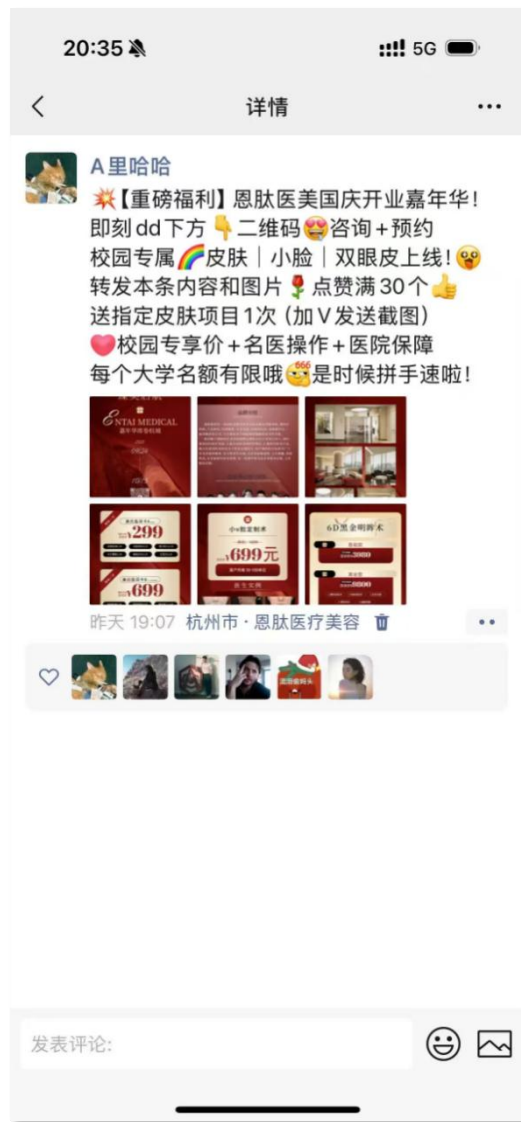 20:35
5G
详情
A里哈哈
【重磅福利】恩肽医美国庆开业嘉年华！
即刻dd下方👇二维码😍咨询+预约
校园专属🌈皮肤｜小脸｜双眼皮上线！
转发本条内容和图片🌹点赞满30个👍
送指定皮肤项目1次（加V发送截图）
校园专享价+名医操作+医院保障
每个大学名额有限哦 是时候拼手速啦！
ENTAI MEDICAL
299
699
699元
6D黑金明眸术
昨天 19:07 杭州市·恩肽医疗美容
发表评论: